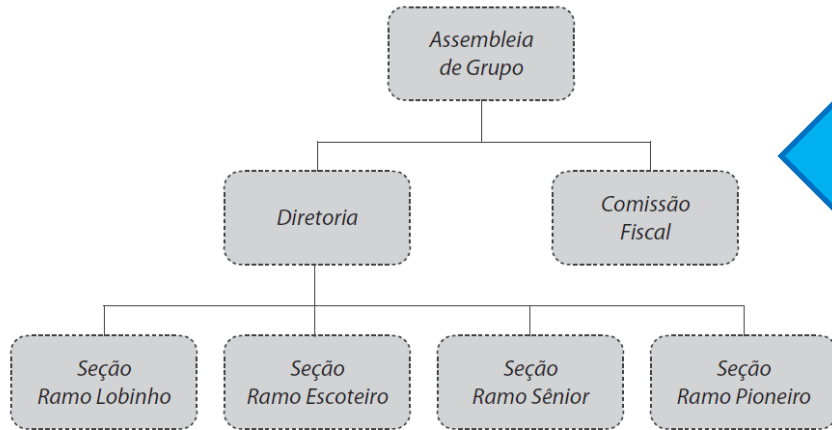 Assembleia
de Grupo
Diretoria
Comissão
Fiscal
Seção
Ramo Lobinho
Seção
Ramo Escoteiro
Seção
Ramo Sênior
Seção
Ramo Pioneiro